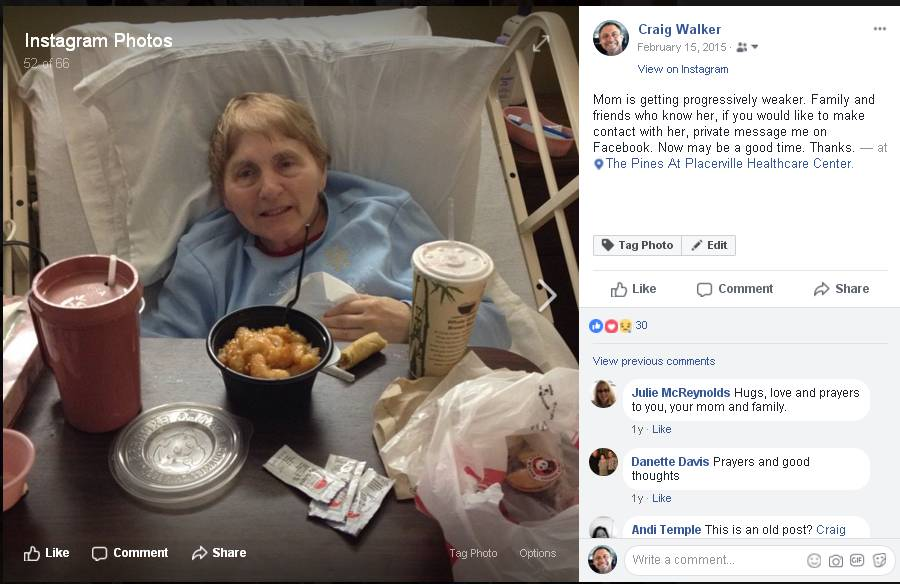 Instagram Photos
52 of 66
Craig Walker
February 15, 2015
View on Instagram
Mom is getting progressively weaker. Family and
friends who know her, if you would like to make
contact with her, private message me on
Facebook. Now may be a good time. Thanks. — at
The Pines At Placerville Healthcare Center.
Tag Photo Edit
Like Comment Share
30
View previous comments
Julie McReynolds Hugs, love and prayers
to you, your mom and family.
1y · Like
Danette Davis Prayers and good
thoughts
1y · Like
Andi Temple This is an old post? Craig
Write a comment...
GIF
Like Comment Share
Tag Photo Options